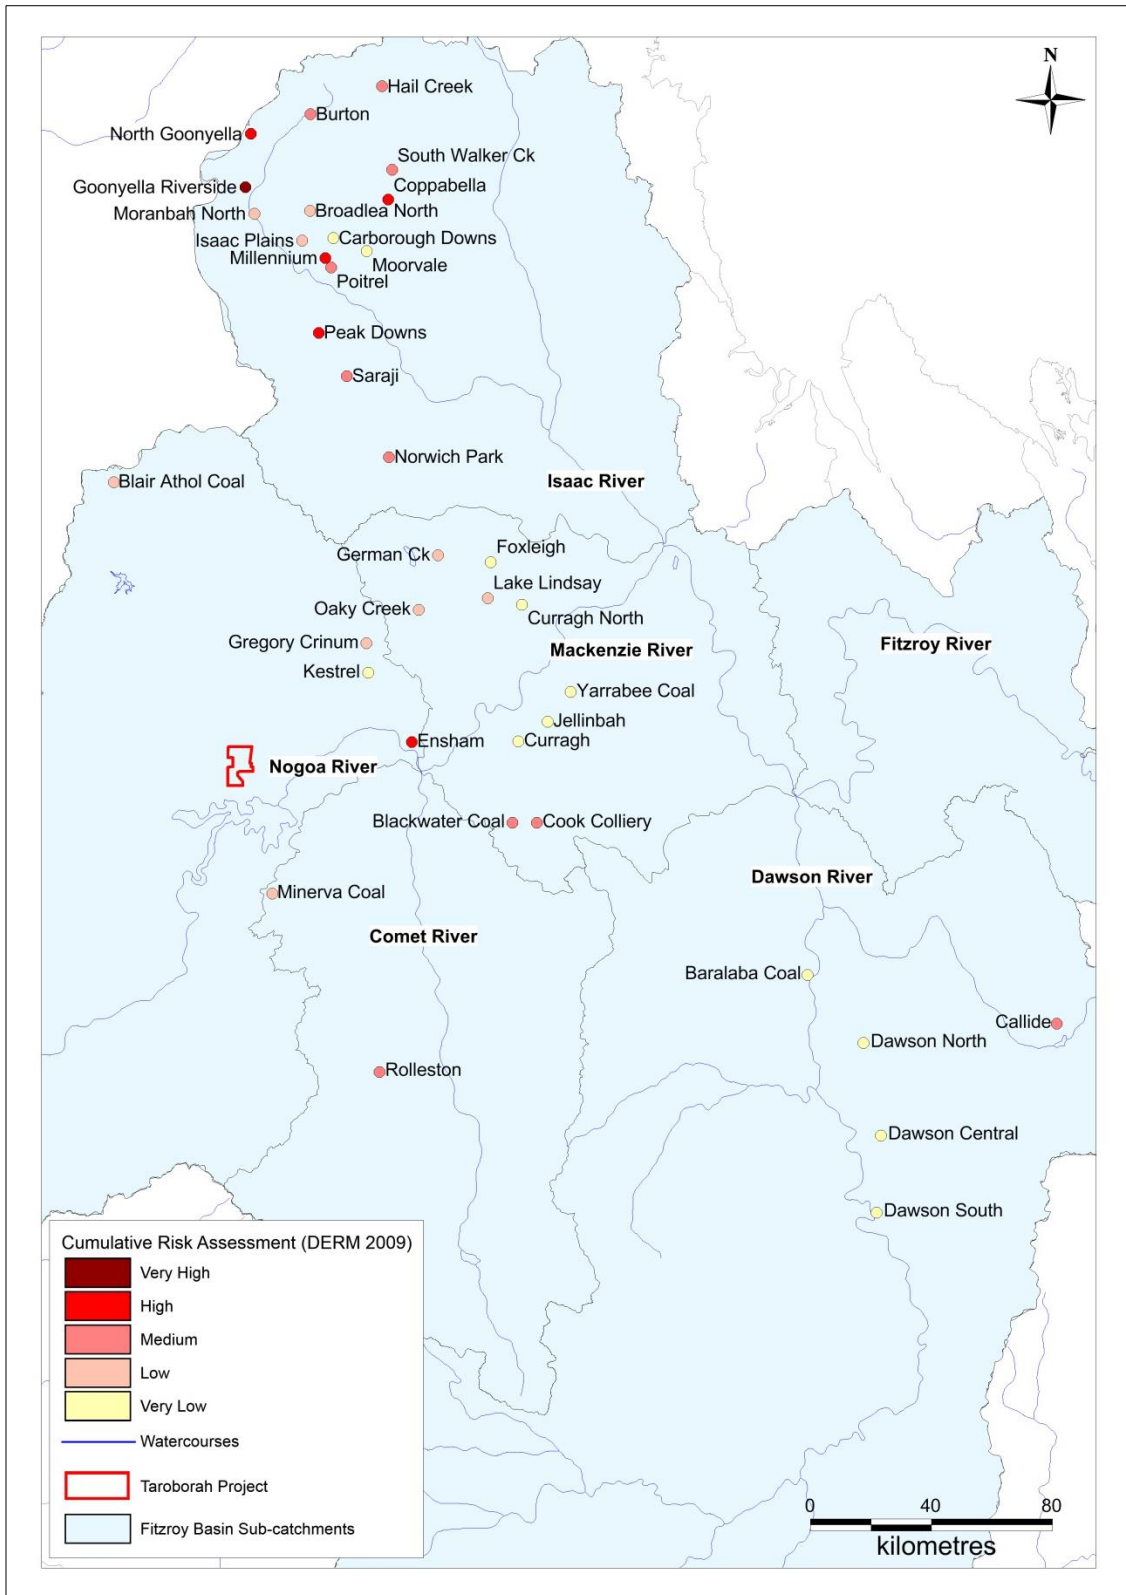 N
Hail Creek
Burton
North Goonyella
South Walker Ck
Goonyella Riverside
Coppabella
Moranbah North
Broadlea North
Isaac Plains
Carborough Downs
Millennium
Moorvale
Poitrel
Peak Downs
Saraji
Norwich Park
Blair Athol Coal
Isaac River
German Ck
Foxleigh
Lake Lindsay
Oaky Creek
Curragh North
Gregory Crinum
Mackenzie River
Fitzroy River
Kestrel
Yarrabee Coal
Jellinbah
Ensham
Curragh
Nogoa River
Blackwater Coal
Cook Colliery
Dawson River
Minerva Coal
Comet River
Baralaba Coal
Callide
Dawson North
Rolleston
Dawson Central
Dawson South
Cumulative Risk Assessment (DERM 2009)
Very High
High
Medium
Low
Very Low
Watercourses
Taroborah Project
Fitzroy Basin Sub-catchments
0 40 80
kilometres